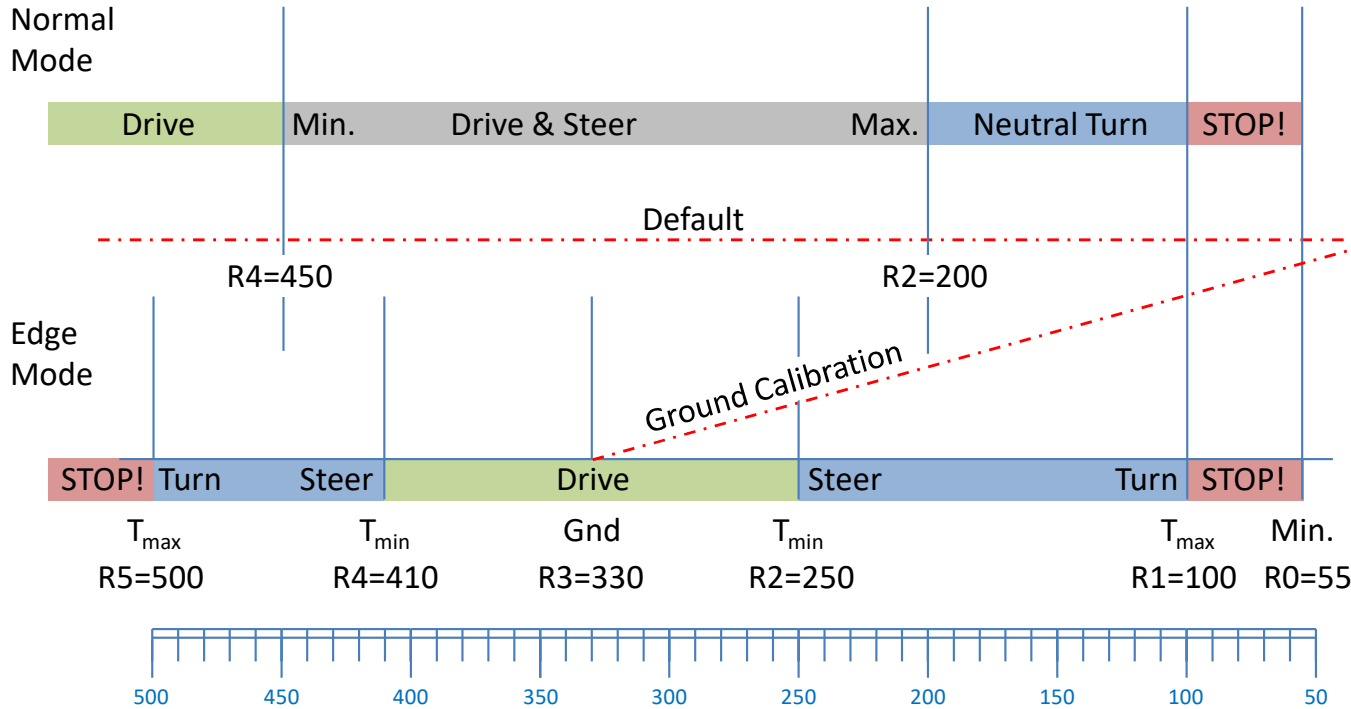 Normal
Mode
Drive Min. Drive & Steer Max. Neutral Turn STOP!
Default
R4=450 R2=200
Edge
Mode
Ground Calibration
STOP! Turn Steer Drive Steer Turn STOP!
Tmax Tmin Gnd Tmin Tmax Min.
R5=500 R4=410 R3=330 R2=250 R1=100 R0=55
500 450 400 350 300 250 200 150 100 50